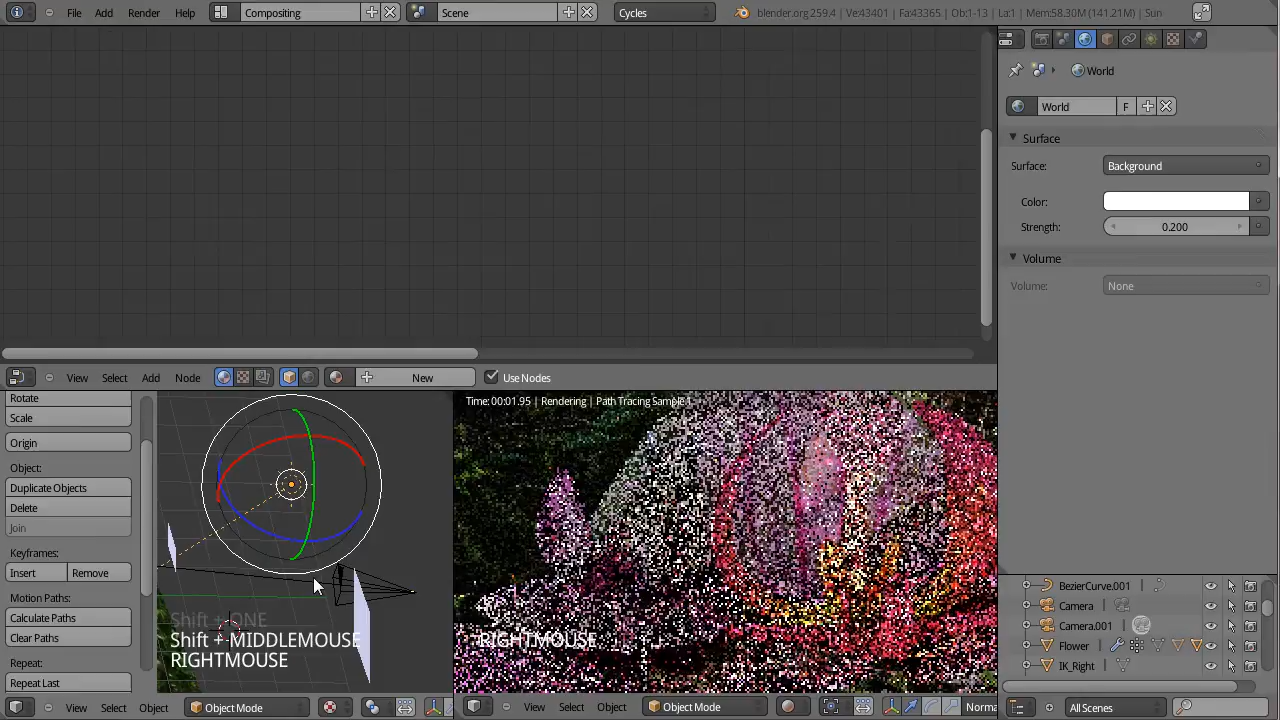 File Add Render Help Compositing Scene Cycles blender.org 259.4 | Ve:43401 | Fa:43365 | Ob:1-13 | La:1 | Mem:58.30M (141.21M) | Sun
World
World F
Surface
Surface: Background
Color:
Strength: 0.200
Volume
Volume: None
View Select Add Node New Use Nodes
Rotate
Scale
Origin
Object:
Duplicate Objects
Delete
Join
Keyframes:
Insert Remove
Motion Paths:
Calculate Paths
Clear Paths
Repeat:
Repeat Last
Shift + ONE
Shift + MIDDLEMOUSE
RIGHTMOUSE
Time: 00:01.95 | Rendering | Path Tracing Sample 1
RIGHTMOUSE
BezierCurve.001
Camera
Camera.001
Flower
IK_Right
View Select Object Object Mode
View Select Object Object Mode Norma
All Scenes